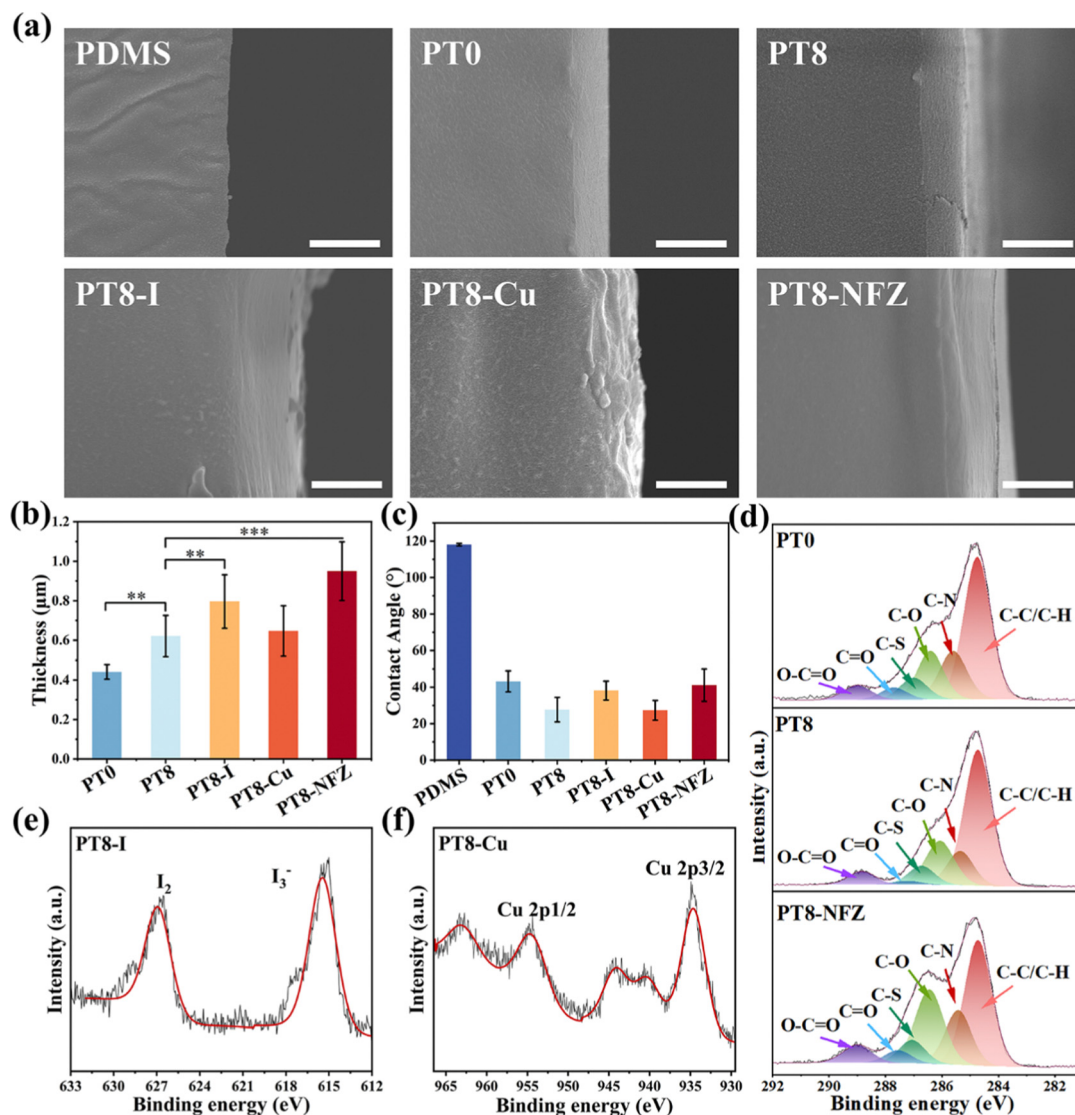 (a)
PDMS
PT0
PT8
PT8-I
PT8-Cu
PT8-NFZ
(b)
Thickness (μm)
1.2
1.0
0.8
0.6
0.4
0.2
0.0
**
**
***
PT0
PT8
PT8-I
PT8-Cu
PT8-NFZ
(c)
Contact Angle (°)
120
100
80
60
40
20
0
PDMS
PT0
PT8
PT8-I
PT8-Cu
PT8-NFZ
(d)
Intensity (a.u.)
PT0
O-C=O
C=O
C-S
C-O
C-N
C-C/C-H
PT8
O-C=O
C=O
C-S
C-O
C-N
C-C/C-H
PT8-NFZ
O-C=O
C=O
C-S
C-O
C-N
C-C/C-H
292 290 288 286 284 282
Binding energy (eV)
(e)
PT8-I
I₂
I₃⁻
Intensity (a.u.)
633 630 627 624 621 618 615 612
Binding energy (eV)
(f)
PT8-Cu
Cu 2p1/2
Cu 2p3/2
Intensity (a.u.)
965 960 955 950 945 940 935 930
Binding energy (eV)